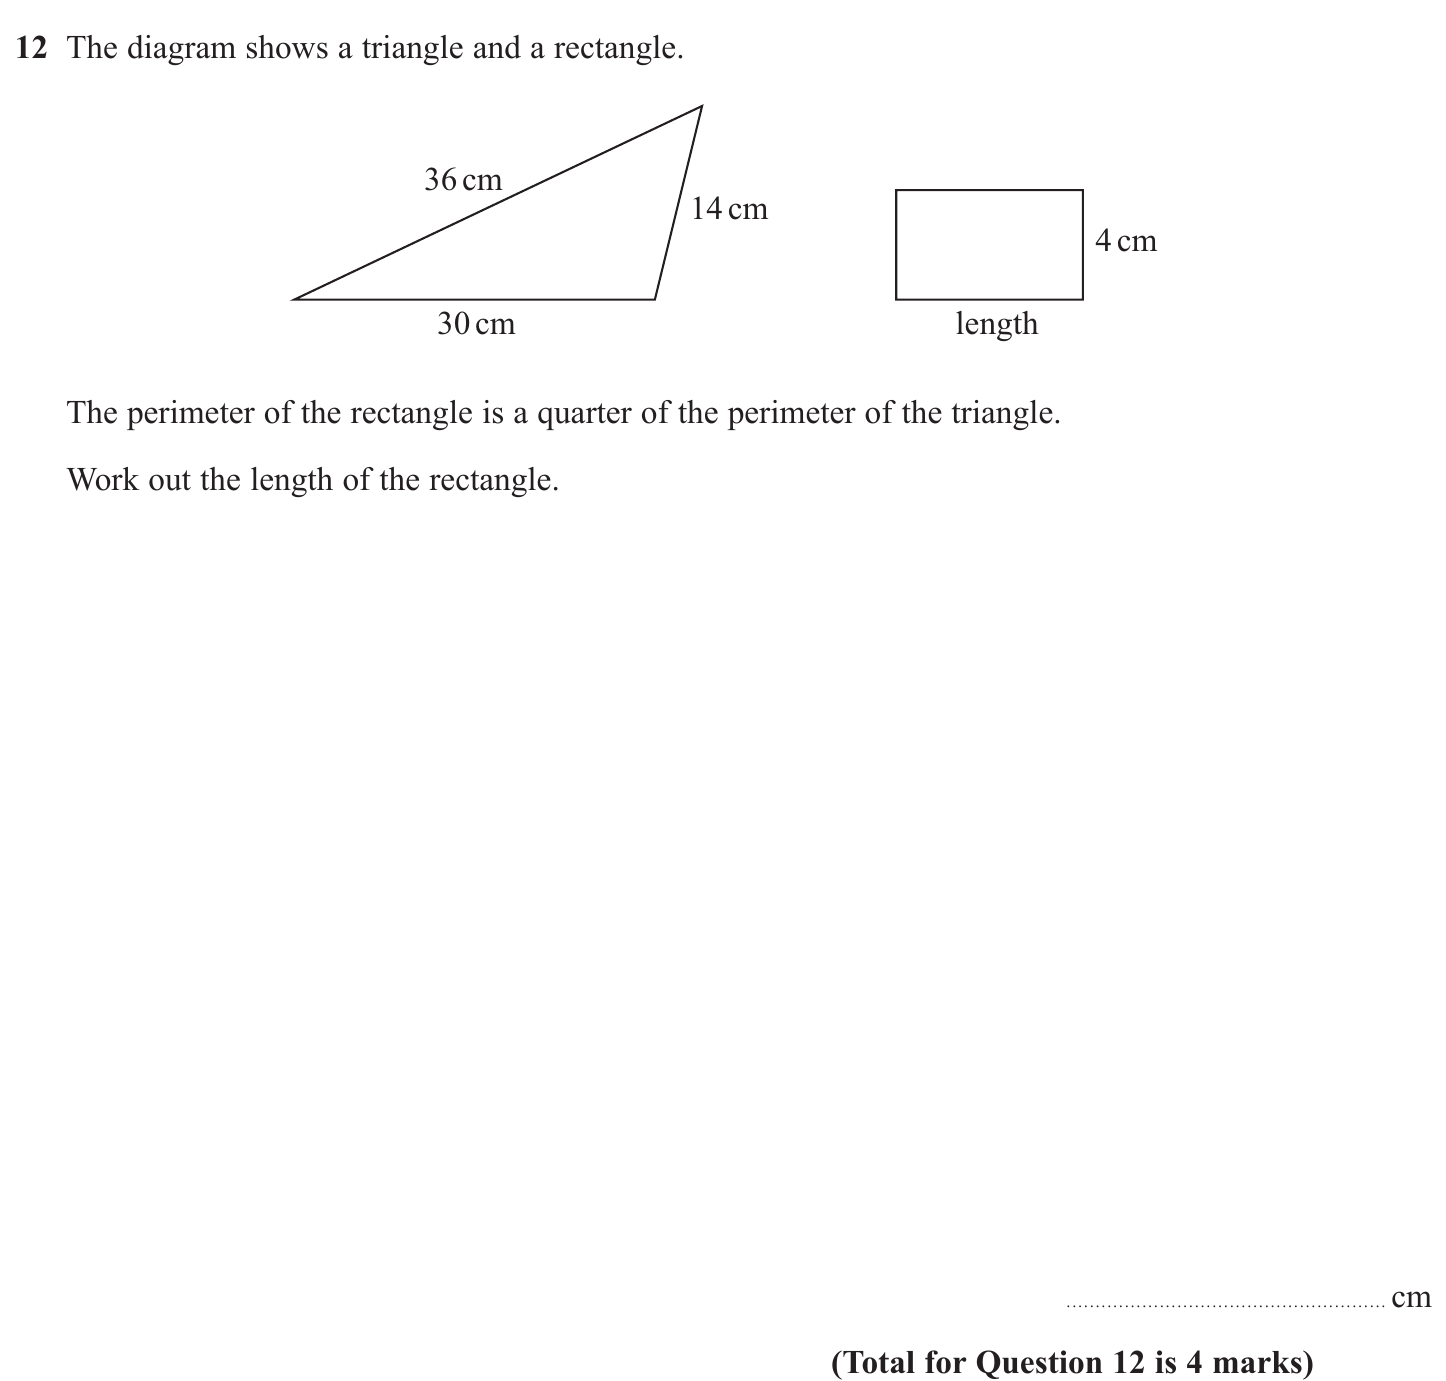 12 The diagram shows a triangle and a rectangle.
36 cm
14 cm
4 cm
30 cm
length
The perimeter of the rectangle is a quarter of the perimeter of the triangle.
Work out the length of the rectangle.
...................................................... cm
(Total for Question 12 is 4 marks)